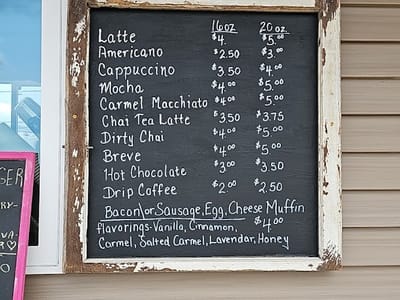 16oz 20oz
Latte $4. $5.00
Americano $2.50 $3.00
Cappuccino $3.50 $4.00
Mocha $4.00 $5.00
Carmel Macchiato $4.00 $5.00
Chai Tea Latte $3.50 $3.75
Dirty Chai $4.00 $5.00
Breve $4.00 $5.00
Hot Chocolate $3.00 $3.50
Drip Coffee $2.00 $2.50
Bacon/or Sausage, Egg, Cheese Muffin
$4.00
flavorings-Vanilla, Cinnamon,
Carmel, Salted Carmel, Lavendar, Honey